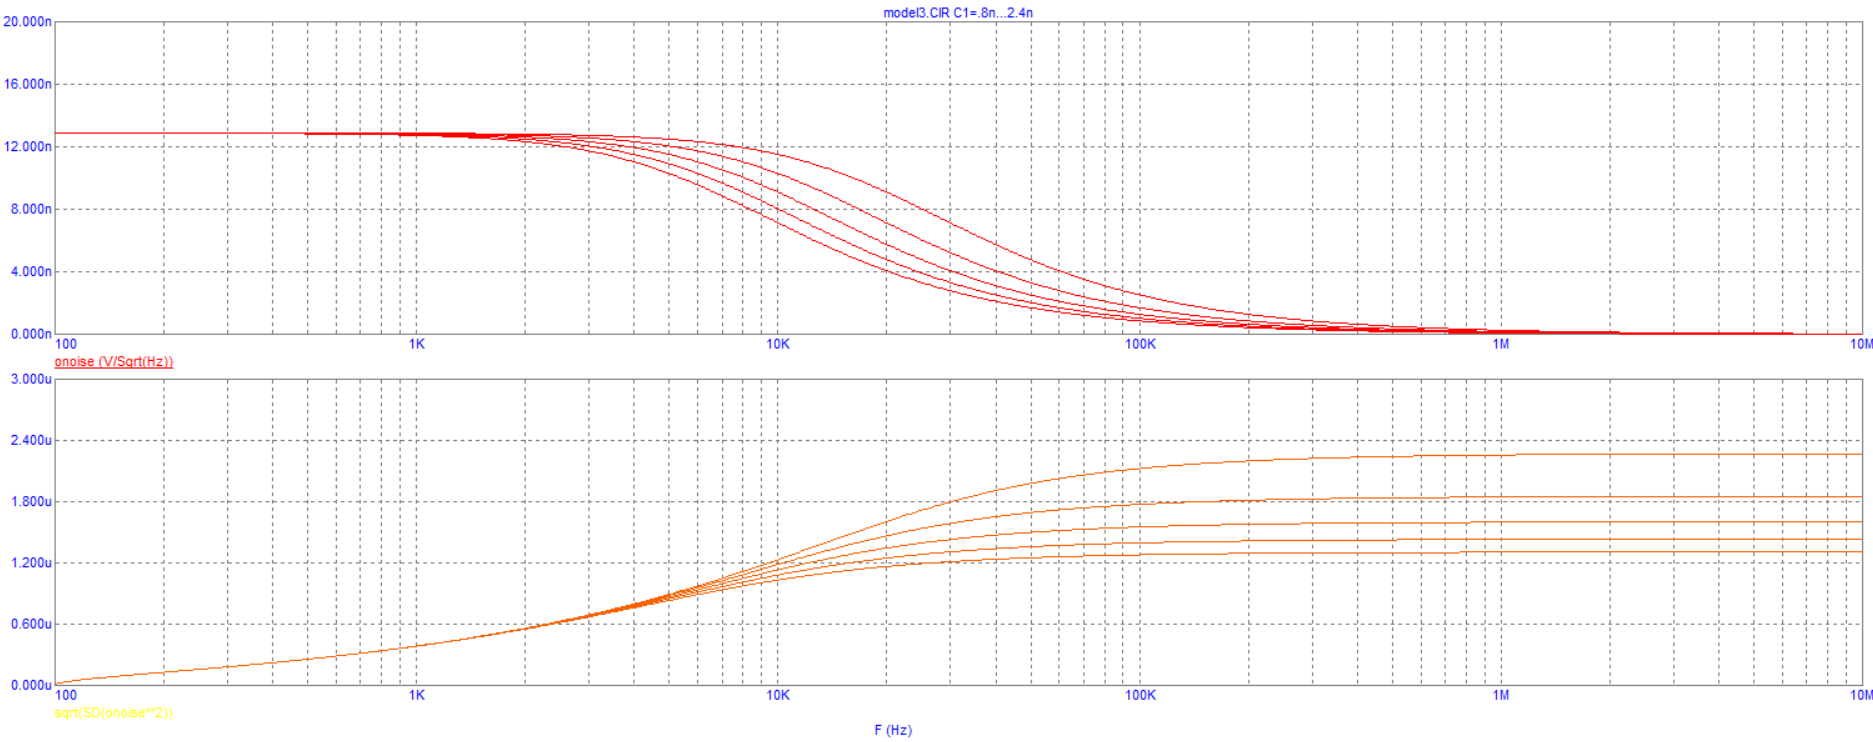 model3.CIR C1=.8n...2.4n
20.000n
16.000n
12.000n
8.000n
4.000n
0.000n
100 1K 10K 100K 1M 10M
onoise (V/Sqrt(Hz))
3.000u
2.400u
1.800u
1.200u
0.600u
0.000u
100 1K 10K 100K 1M 10M
sqrt(SD(onoise**2))
F (Hz)